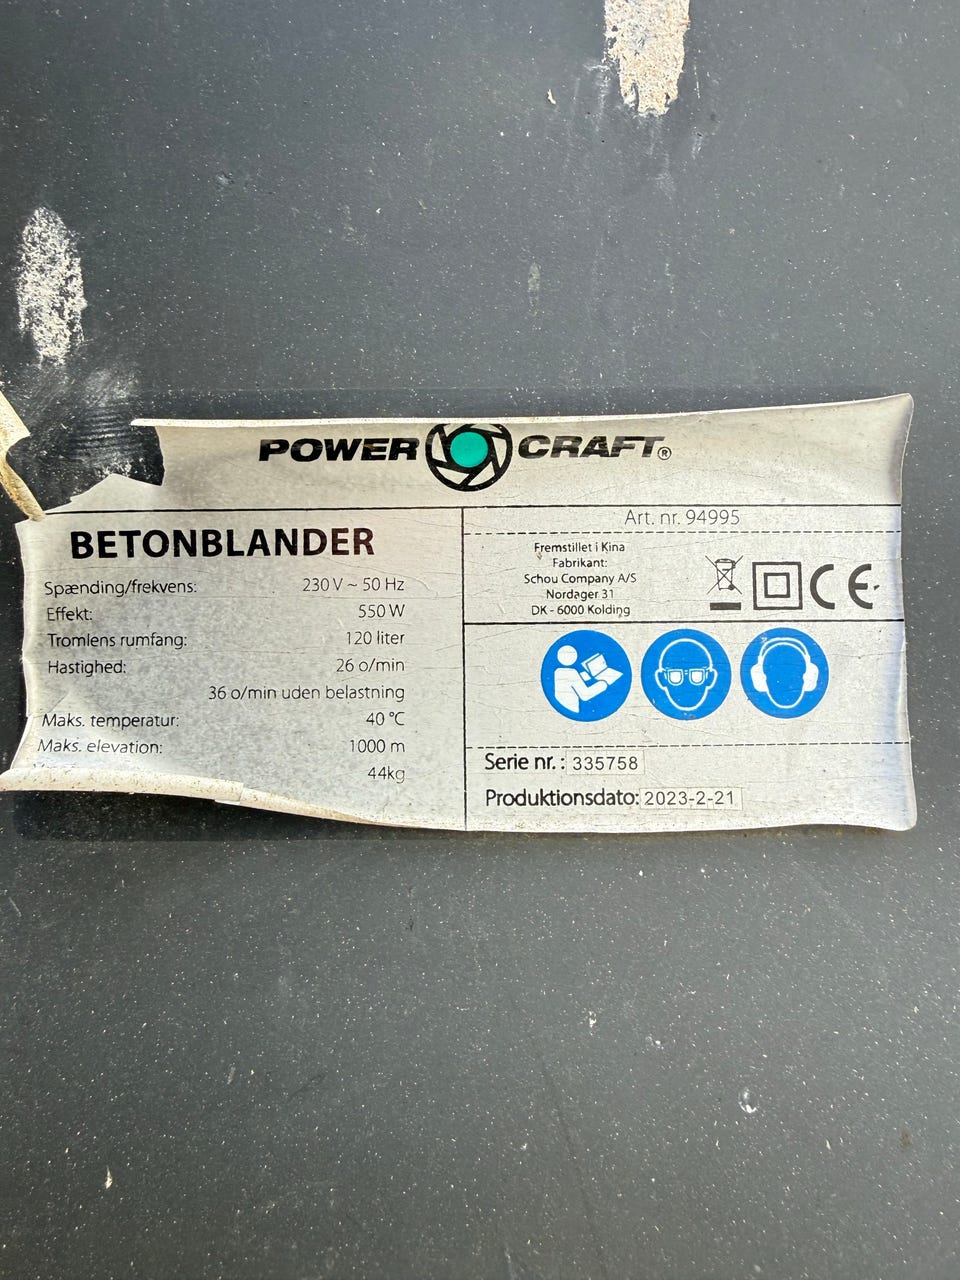 POWER CRAFT®
BETONBLANDER
Spænding/frekvens: 230 V ~ 50 Hz
Effekt: 550 W
Tromlens rumfang: 120 liter
Hastighed: 26 o/min
36 o/min uden belastning
Maks. temperatur: 40 °C
Maks. elevation: 1000 m
44kg
Art. nr. 94995
Fremstillet i Kina
Fabrikant:
Schou Company A/S
Nordager 31
DK - 6000 Kolding
CE
Serie nr. : 335758
Produktionsdato: 2023-2-21